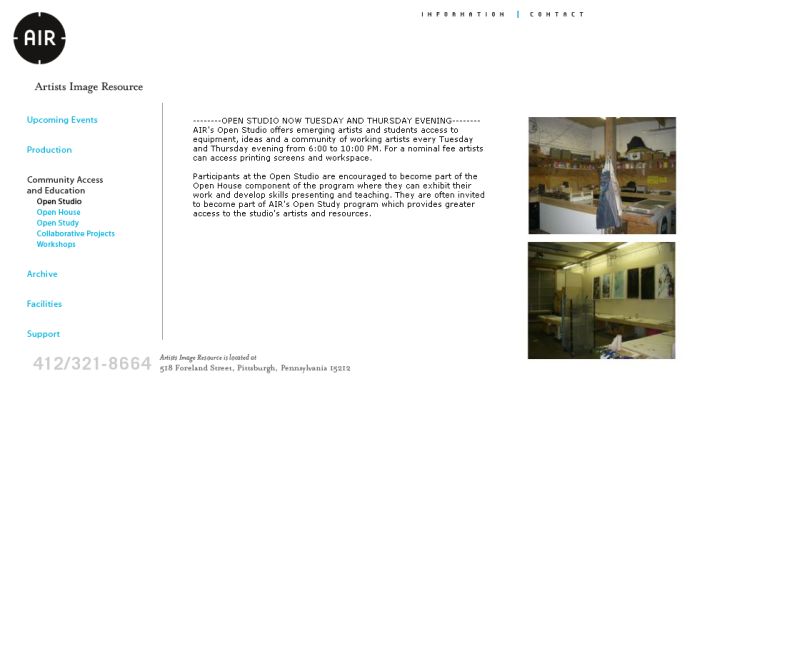 INFORMATION | CONTACT
AIR
Artists Image Resource
Upcoming Events
Production
Community Access
and Education
Open Studio
Open House
Open Study
Collaborative Projects
Workshops
Archive
Facilities
Support
--------OPEN STUDIO NOW TUESDAY AND THURSDAY EVENING--------
AIR's Open Studio offers emerging artists and students access to
equipment, ideas and a community of working artists every Tuesday
and Thursday evening from 6:00 to 10:00 PM. For a nominal fee artists
can access printing screens and workspace.
Participants at the Open Studio are encouraged to become part of the
Open House component of the program where they can exhibit their
work and develop skills presenting and teaching. They are often invited
to become part of AIR's Open Study program which provides greater
access to the studio's artists and resources.
412/321-8664
Artists Image Resource is located at
518 Foreland Street, Pittsburgh, Pennsylvania 15212